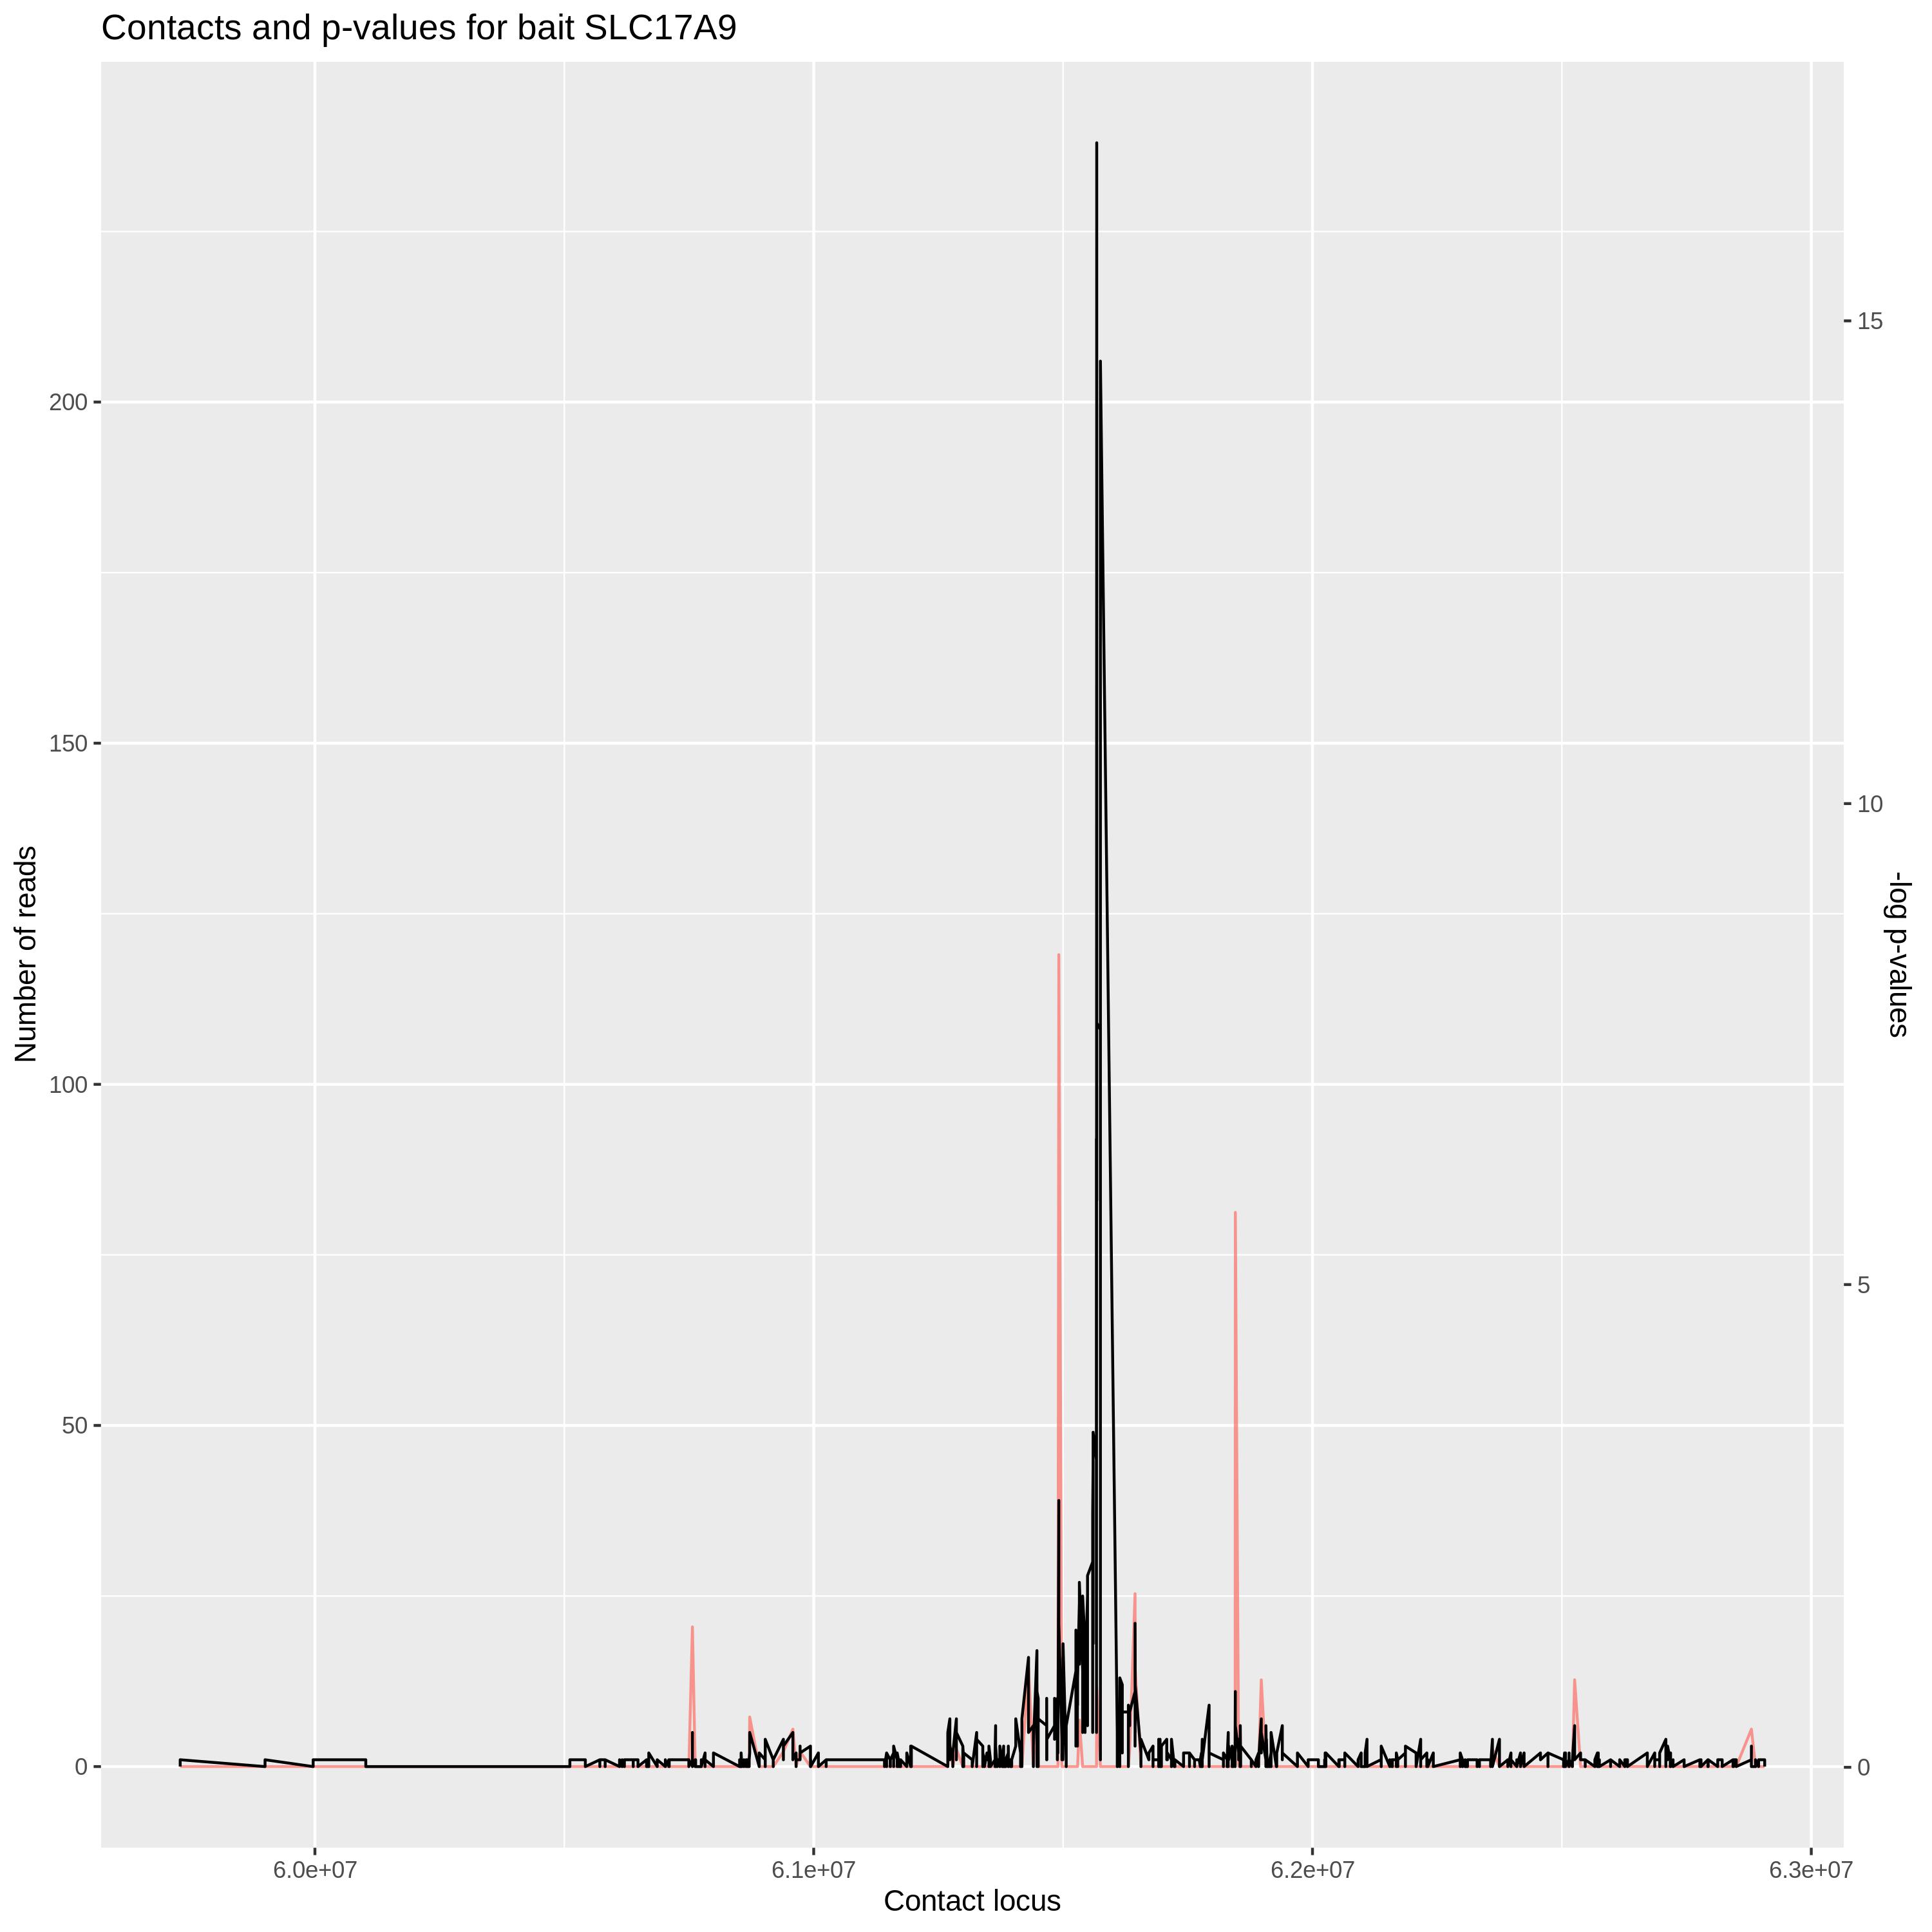 Contacts and p-values for bait SLC17A9
Number of reads
200
150
100
50
0
15
10
5
0
-log p-values
6.0e+07
6.1e+07
6.2e+07
6.3e+07
Contact locus